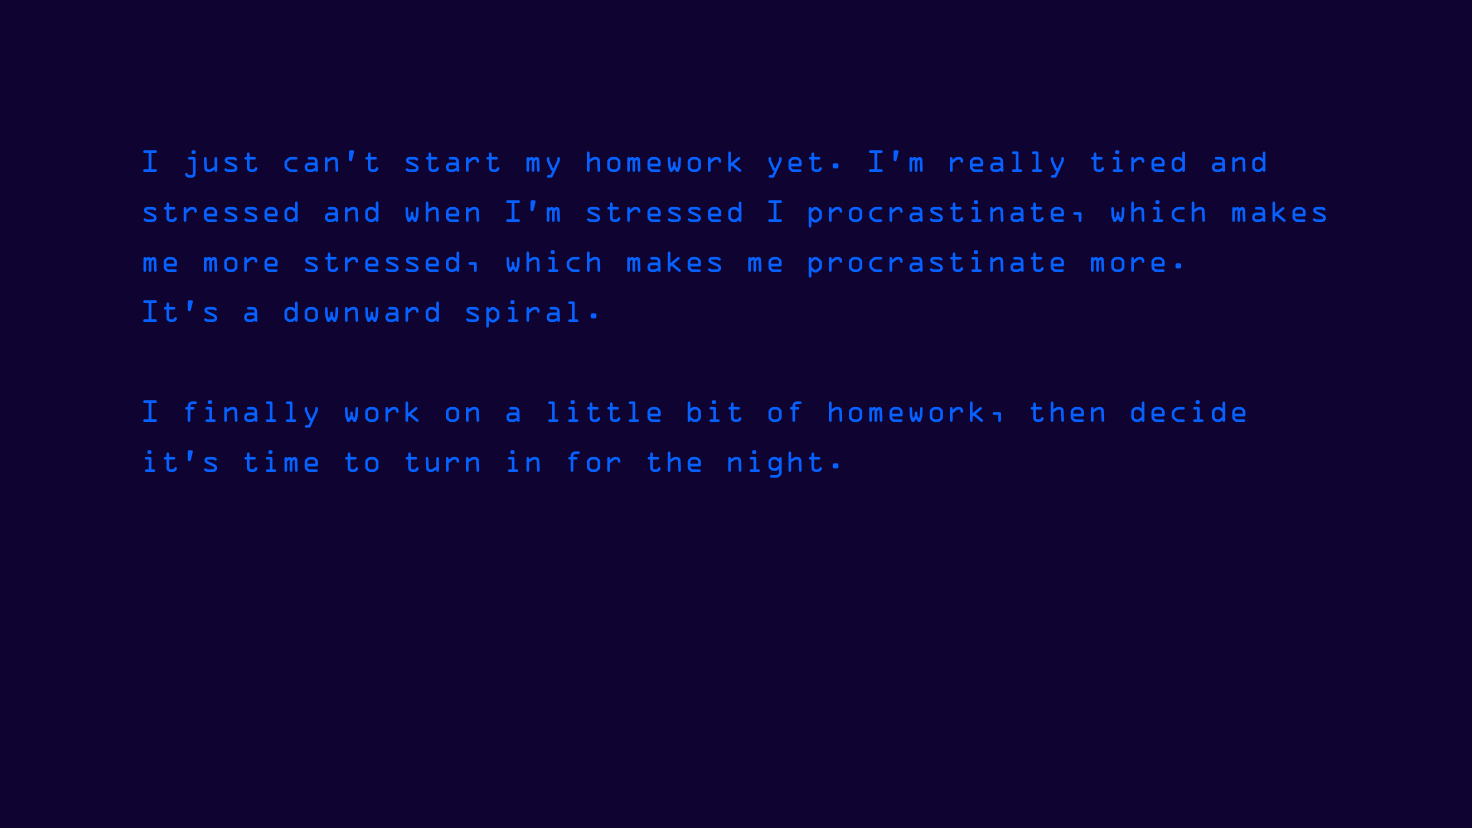 I just can't start my homework yet. I'm really tired and
stressed and when I'm stressed I procrastinate, which makes
me more stressed, which makes me procrastinate more.
It's a downward spiral.
I finally work on a little bit of homework, then decide
it's time to turn in for the night.